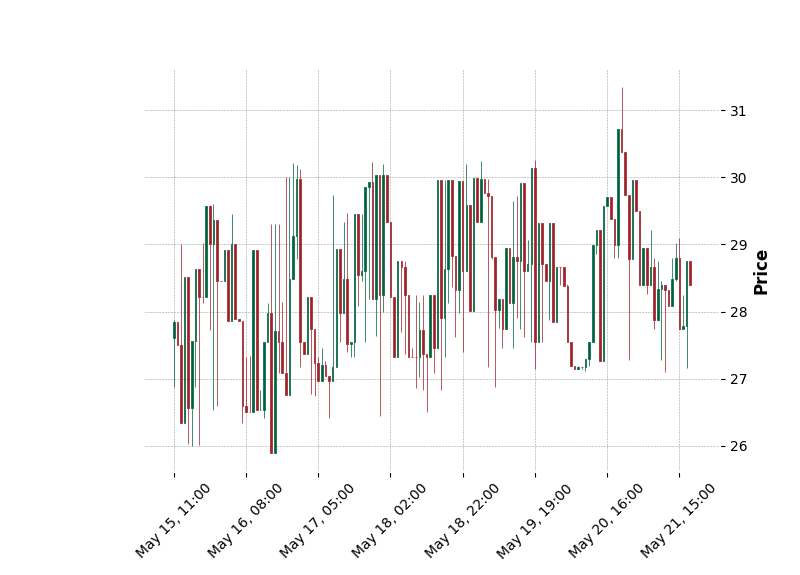 31
30
29
28
27
26
Price
May 15, 11:00
May 16, 08:00
May 17, 05:00
May 18, 02:00
May 18, 22:00
May 19, 19:00
May 20, 16:00
May 21, 15:00